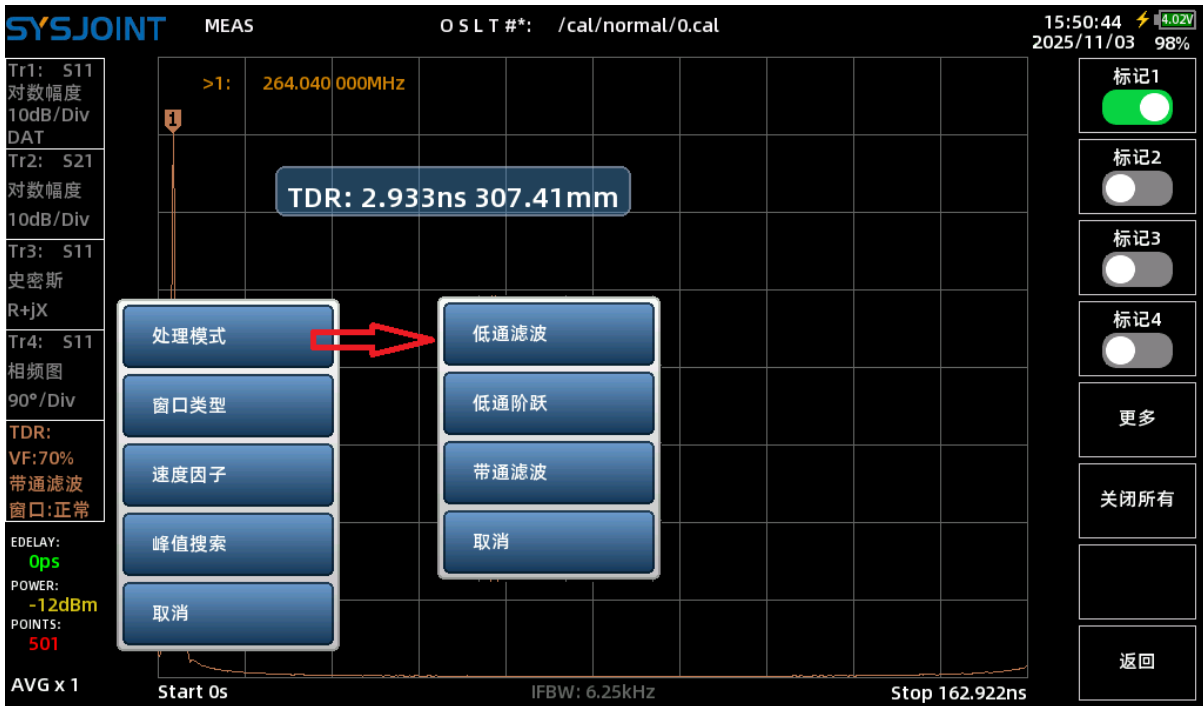 SYSJOINT
MEAS
O S L T #*: /cal/normal/0.cal
15:50:44
4.02V
2025/11/03 98%
Tr1: S11
对数幅度
10dB/Div
DAT
Tr2: S21
对数幅度
10dB/Div
Tr3: S11
史密斯
R+jX
Tr4: S11
相频图
90°/Div
TDR:
VF:70%
带通滤波
窗口:正常
EDELAY:
0ps
POWER:
-12dBm
POINTS:
501
AVG x 1
>1: 264.040 000MHz
1
TDR: 2.933ns 307.41mm
处理模式
窗口类型
速度因子
峰值搜索
取消
低通滤波
低通阶跃
带通滤波
取消
Start 0s
IFBW: 6.25kHz
Stop 162.922ns
标记1
标记2
标记3
标记4
更多
关闭所有
返回